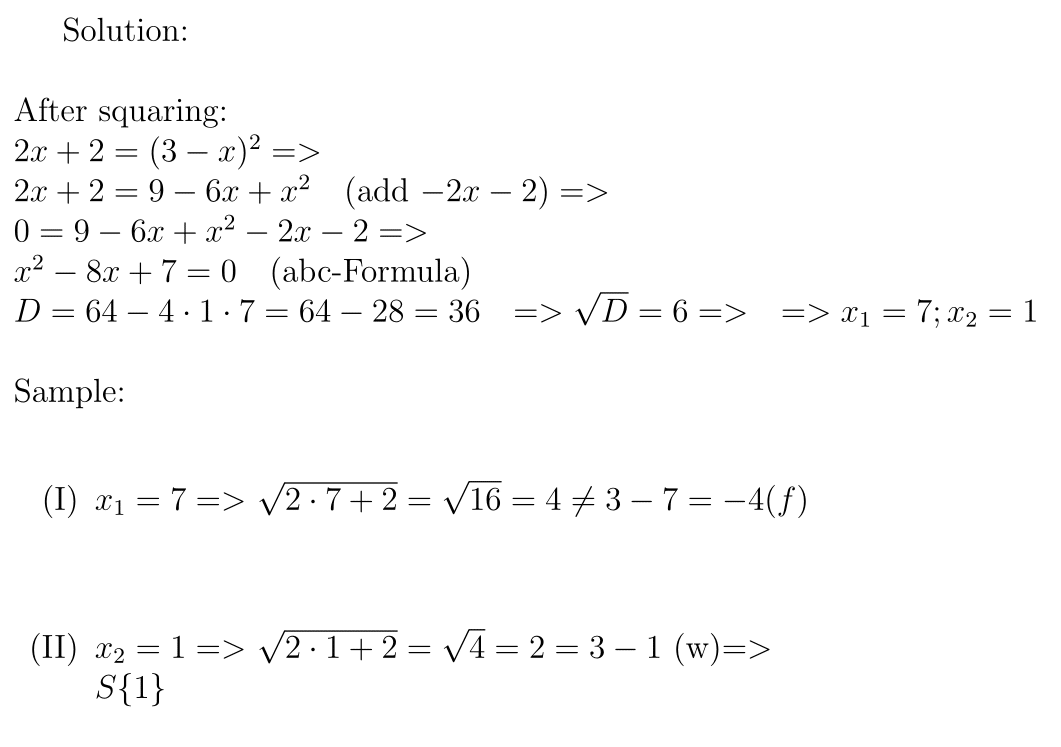 Solution:
After squaring:
2x + 2 = (3 − x)² =>
2x + 2 = 9 − 6x + x² (add −2x − 2) =>
0 = 9 − 6x + x² − 2x − 2 =>
x² − 8x + 7 = 0 (abc-Formula)
D = 64 − 4 · 1 · 7 = 64 − 28 = 36 => √D = 6 => => x₁ = 7; x₂ = 1
Sample:
(I) x₁ = 7 => √(2 · 7 + 2) = √16 = 4 ≠ 3 − 7 = −4(f)
(II) x₂ = 1 => √(2 · 1 + 2) = √4 = 2 = 3 − 1 (w)=>
S{1}